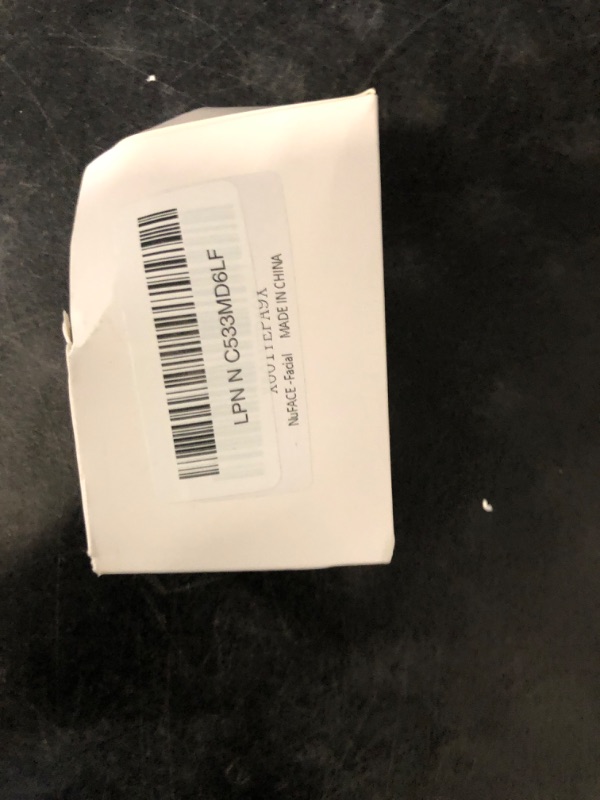 LPN N C533MD6LF
NuFACE-Facial MADE IN CHINA